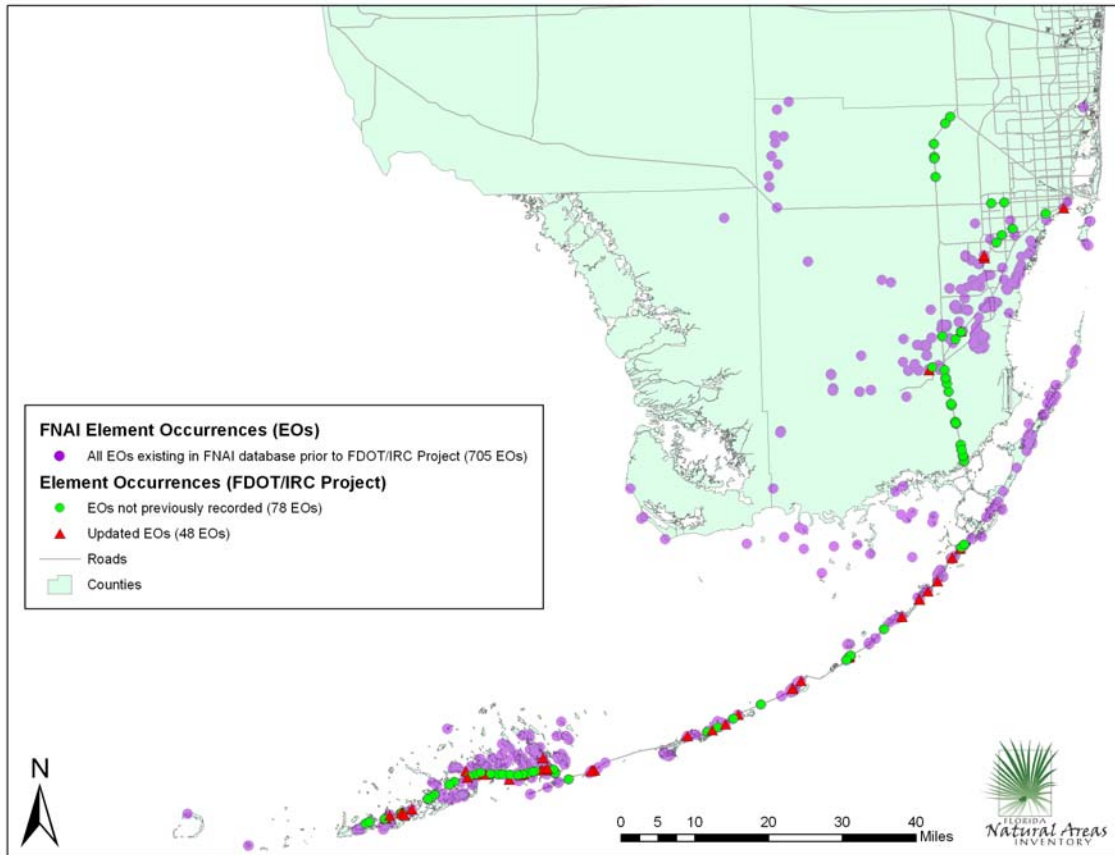 FNAI Element Occurrences (EOs)
All EOs existing in FNAI database prior to FDOT/IRC Project (705 EOs)
Element Occurrences (FDOT/IRC Project)
EOs not previously recorded (78 EOs)
Updated EOs (48 EOs)
Roads
Counties
N
0 5 10 20 30 40
Miles
FLORIDA
Natural Areas
INVENTORY